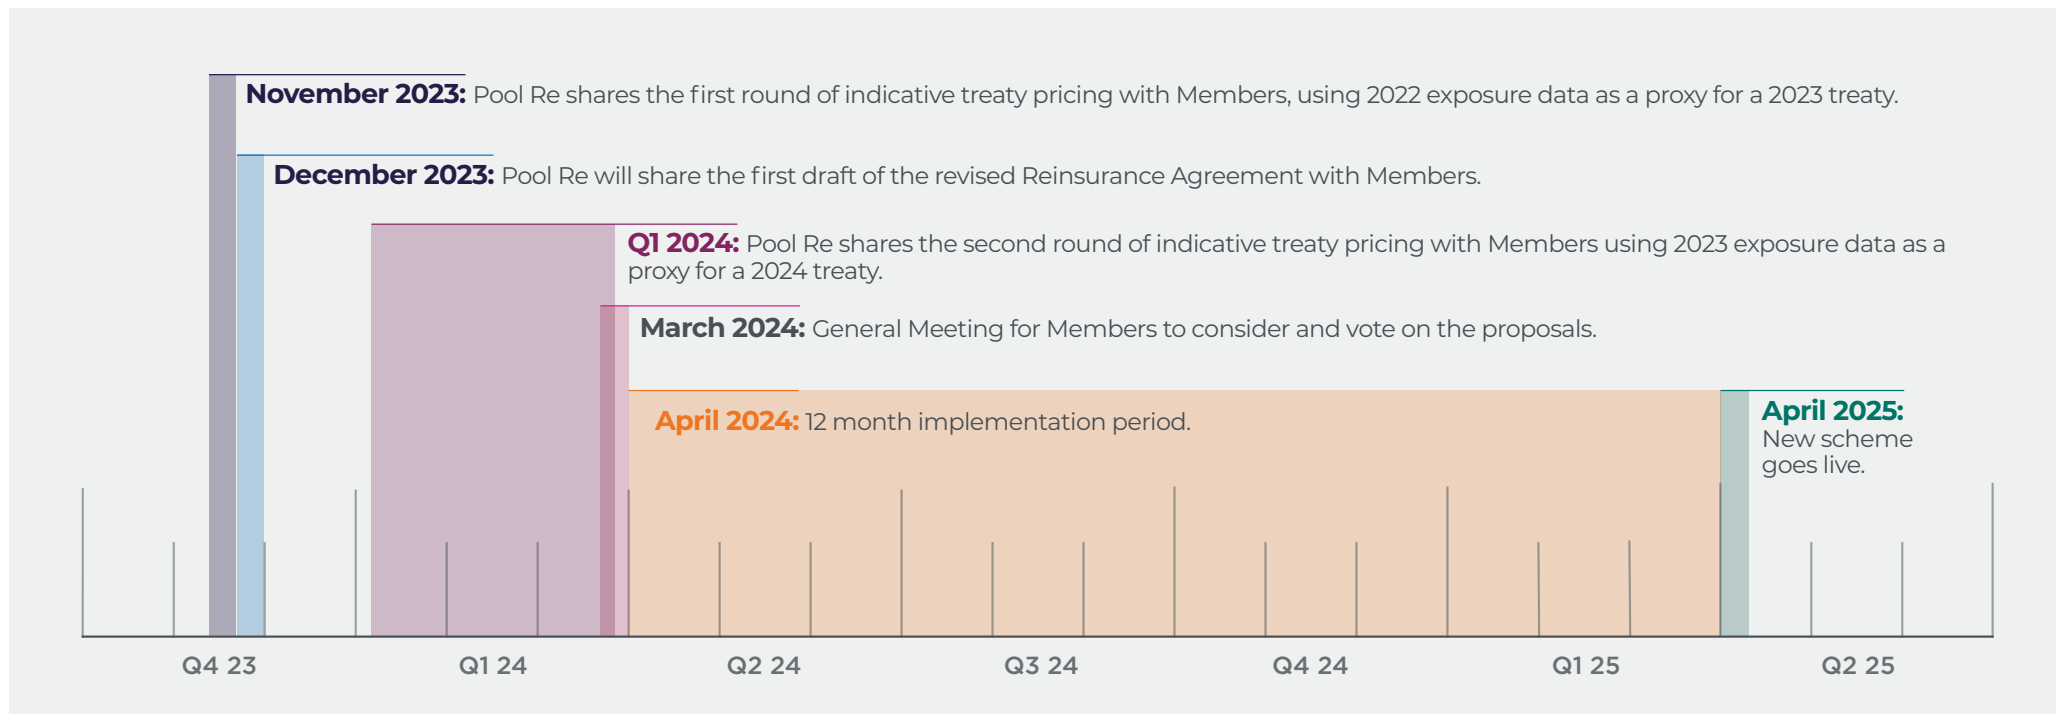 November 2023: Pool Re shares the first round of indicative treaty pricing with Members, using 2022 exposure data as a proxy for a 2023 treaty.
December 2023: Pool Re will share the first draft of the revised Reinsurance Agreement with Members.
Q1 2024: Pool Re shares the second round of indicative treaty pricing with Members using 2023 exposure data as a
proxy for a 2024 treaty.
March 2024: General Meeting for Members to consider and vote on the proposals.
April 2024: 12 month implementation period.
April 2025:
New scheme
goes live.
Q4 23 Q1 24 Q2 24 Q3 24 Q4 24 Q1 25 Q2 25